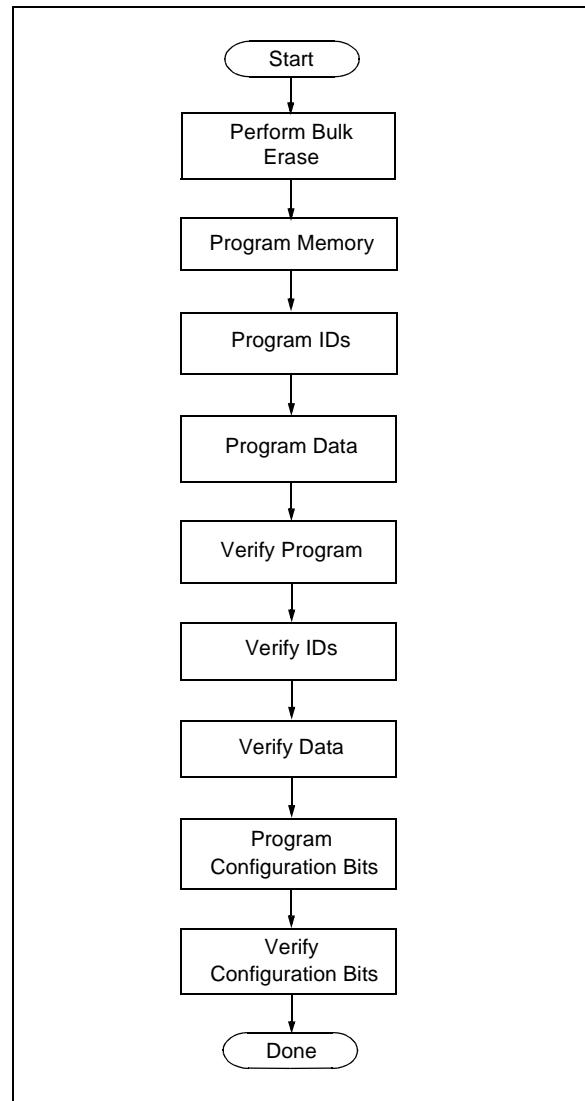 Start
Perform Bulk
Erase
Program Memory
Program IDs
Program Data
Verify Program
Verify IDs
Verify Data
Program
Configuration Bits
Verify
Configuration Bits
Done